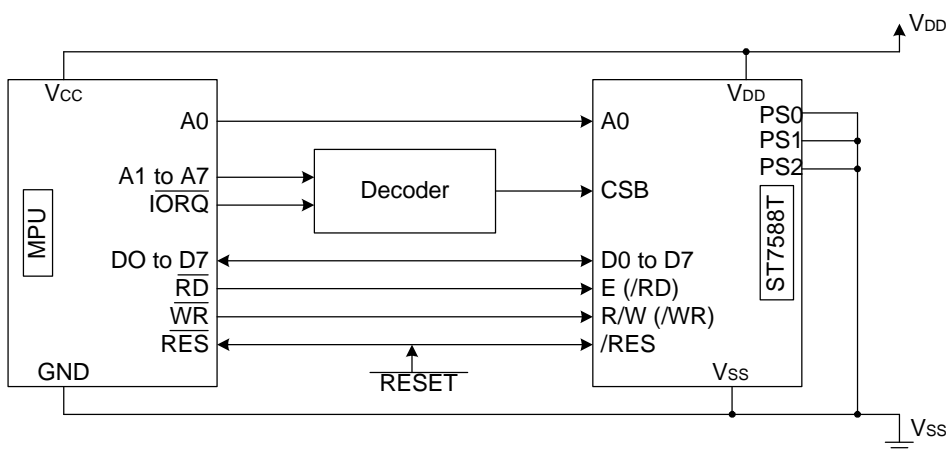 VDD
VCC
VDD
A0
A0
PS0
PS1
PS2
A1 to A7
IORQ
Decoder
CSB
MPU
ST7588T
DO to D7
D0 to D7
RD
E (/RD)
WR
R/W (/WR)
RES
/RES
GND
RESET
VSS
VSS